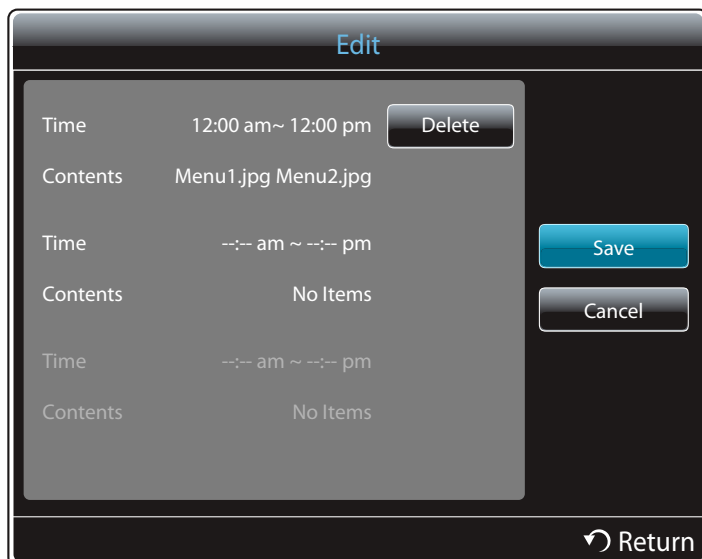 Edit
Time 12:00 am~ 12:00 pm Delete
Contents Menu1.jpg Menu2.jpg
Time --:-- am ~ --:-- pm
Save
Contents No Items
Cancel
Time --:-- am ~ --:-- pm
Contents No Items
Return